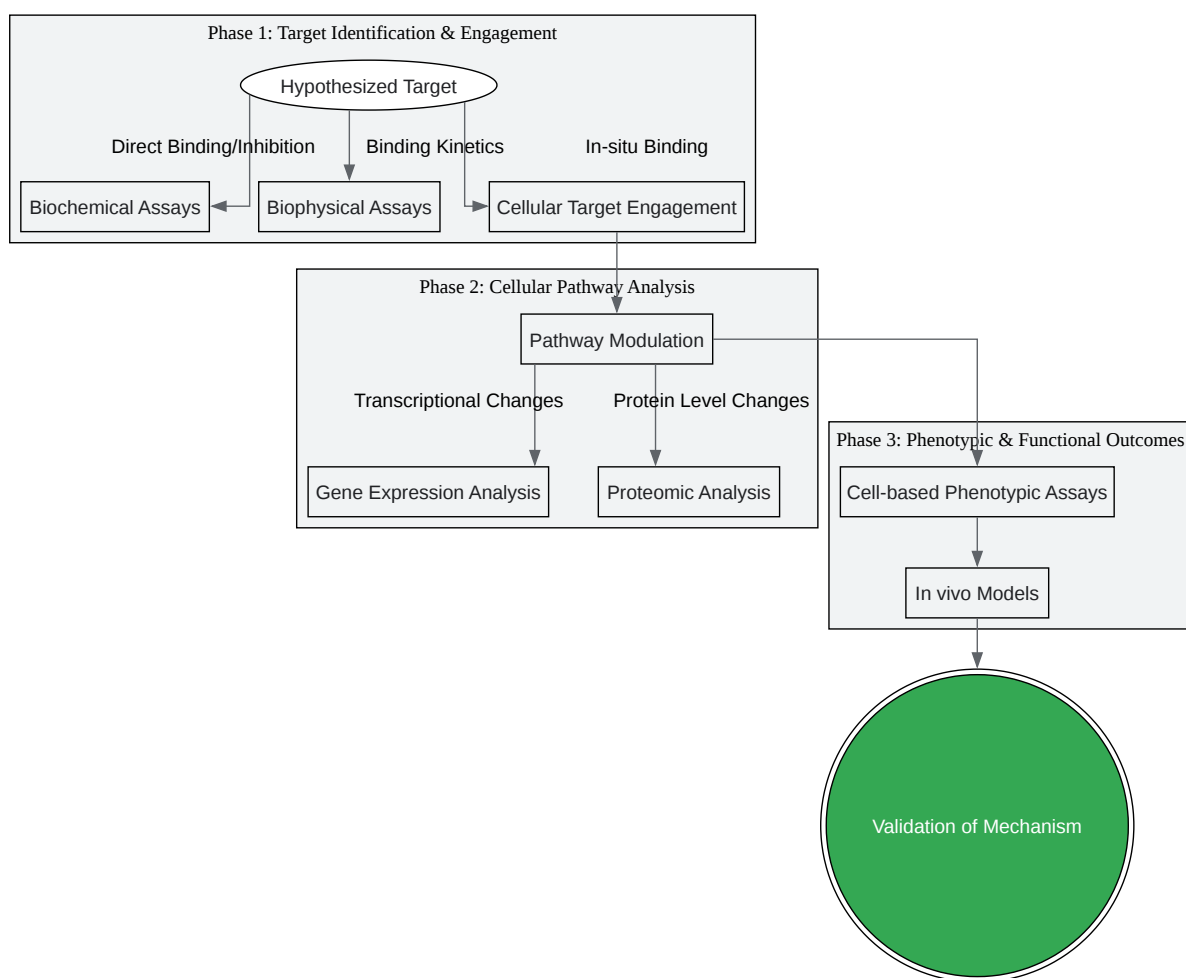 Phase 1: Target Identification & Engagement
Hypothesized Target
Direct Binding/Inhibition
Binding Kinetics
In-situ Binding
Biochemical Assays
Biophysical Assays
Cellular Target Engagement
Phase 2: Cellular Pathway Analysis
Pathway Modulation
Transcriptional Changes
Protein Level Changes
Gene Expression Analysis
Proteomic Analysis
Phase 3: Phenotypic & Functional Outcomes
Cell-based Phenotypic Assays
In vivo Models
Validation of Mechanism